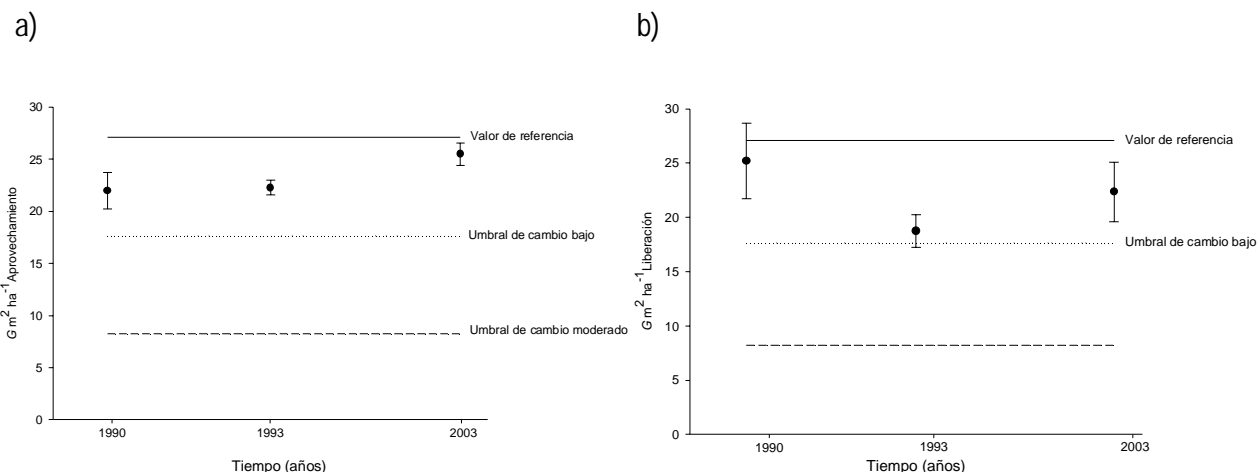 a)
30
25
20
15
10
5
0
G m² ha⁻¹ Aprovechamiento
Valor de referencia
Umbral de cambio bajo
Umbral de cambio moderado
1990
1993
2003
Tiempo (años)
b)
30
25
20
15
10
5
0
G m² ha⁻¹ Liberación
Valor de referencia
Umbral de cambio bajo
1990
1993
2003
Tiempo (años)